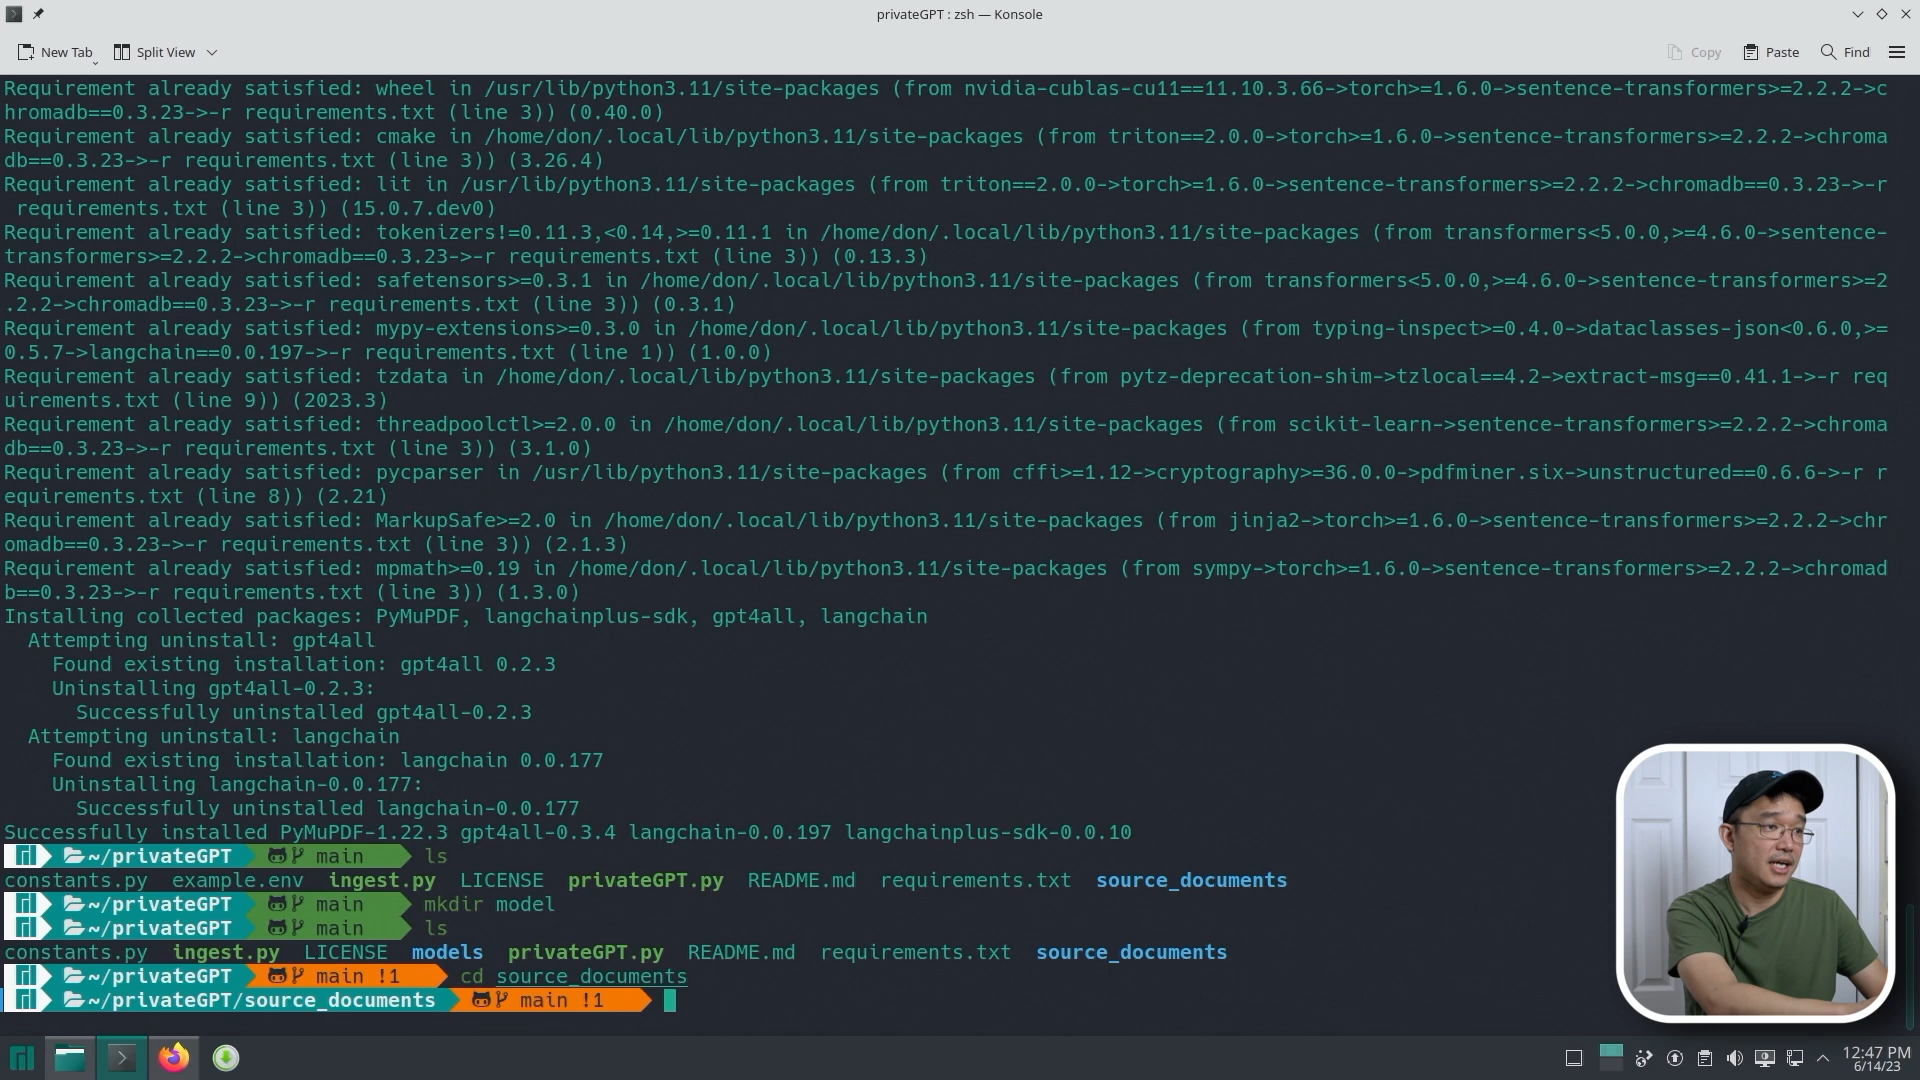 privateGPT : zsh — Konsole
New Tab Split View Copy Paste Find
Requirement already satisfied: wheel in /usr/lib/python3.11/site-packages (from nvidia-cublas-cu11==11.10.3.66->torch>=1.6.0->sentence-transformers>=2.2.2->c
hromadb==0.3.23->-r requirements.txt (line 3)) (0.40.0)
Requirement already satisfied: cmake in /home/don/.local/lib/python3.11/site-packages (from triton==2.0.0->torch>=1.6.0->sentence-transformers>=2.2.2->chroma
db==0.3.23->-r requirements.txt (line 3)) (3.26.4)
Requirement already satisfied: lit in /usr/lib/python3.11/site-packages (from triton==2.0.0->torch>=1.6.0->sentence-transformers>=2.2.2->chromadb==0.3.23->-r
 requirements.txt (line 3)) (15.0.7.dev0)
Requirement already satisfied: tokenizers!=0.11.3,<0.14,>=0.11.1 in /home/don/.local/lib/python3.11/site-packages (from transformers<5.0.0,>=4.6.0->sentence-
transformers>=2.2.2->chromadb==0.3.23->-r requirements.txt (line 3)) (0.13.3)
Requirement already satisfied: safetensors>=0.3.1 in /home/don/.local/lib/python3.11/site-packages (from transformers<5.0.0,>=4.6.0->sentence-transformers>=2
.2.2->chromadb==0.3.23->-r requirements.txt (line 3)) (0.3.1)
Requirement already satisfied: mypy-extensions>=0.3.0 in /home/don/.local/lib/python3.11/site-packages (from typing-inspect>=0.4.0->dataclasses-json<0.6.0,>=
0.5.7->langchain==0.0.197->-r requirements.txt (line 1)) (1.0.0)
Requirement already satisfied: tzdata in /home/don/.local/lib/python3.11/site-packages (from pytz-deprecation-shim->tzlocal==4.2->extract-msg==0.41.1->-r req
uirements.txt (line 9)) (2023.3)
Requirement already satisfied: threadpoolctl>=2.0.0 in /home/don/.local/lib/python3.11/site-packages (from scikit-learn->sentence-transformers>=2.2.2->chroma
db==0.3.23->-r requirements.txt (line 3)) (3.1.0)
Requirement already satisfied: pycparser in /usr/lib/python3.11/site-packages (from cffi>=1.12->cryptography>=36.0.0->pdfminer.six->unstructured==0.6.6->-r r
equirements.txt (line 8)) (2.21)
Requirement already satisfied: MarkupSafe>=2.0 in /home/don/.local/lib/python3.11/site-packages (from jinja2->torch>=1.6.0->sentence-transformers>=2.2.2->chr
omadb==0.3.23->-r requirements.txt (line 3)) (2.1.3)
Requirement already satisfied: mpmath>=0.19 in /home/don/.local/lib/python3.11/site-packages (from sympy->torch>=1.6.0->sentence-transformers>=2.2.2->chromad
b==0.3.23->-r requirements.txt (line 3)) (1.3.0)
Installing collected packages: PyMuPDF, langchainplus-sdk, gpt4all, langchain
  Attempting uninstall: gpt4all
    Found existing installation: gpt4all 0.2.3
    Uninstalling gpt4all-0.2.3:
      Successfully uninstalled gpt4all-0.2.3
  Attempting uninstall: langchain
    Found existing installation: langchain 0.0.177
    Uninstalling langchain-0.0.177:
      Successfully uninstalled langchain-0.0.177
Successfully installed PyMuPDF-1.22.3 gpt4all-0.3.4 langchain-0.0.197 langchainplus-sdk-0.0.10
~/privateGPT main ls
constants.py example.env ingest.py LICENSE privateGPT.py README.md requirements.txt source_documents
~/privateGPT main mkdir model
~/privateGPT main ls
constants.py ingest.py LICENSE models privateGPT.py README.md requirements.txt source_documents
~/privateGPT main !1 cd source_documents
~/privateGPT/source_documents main !1
12:47 PM
6/14/23